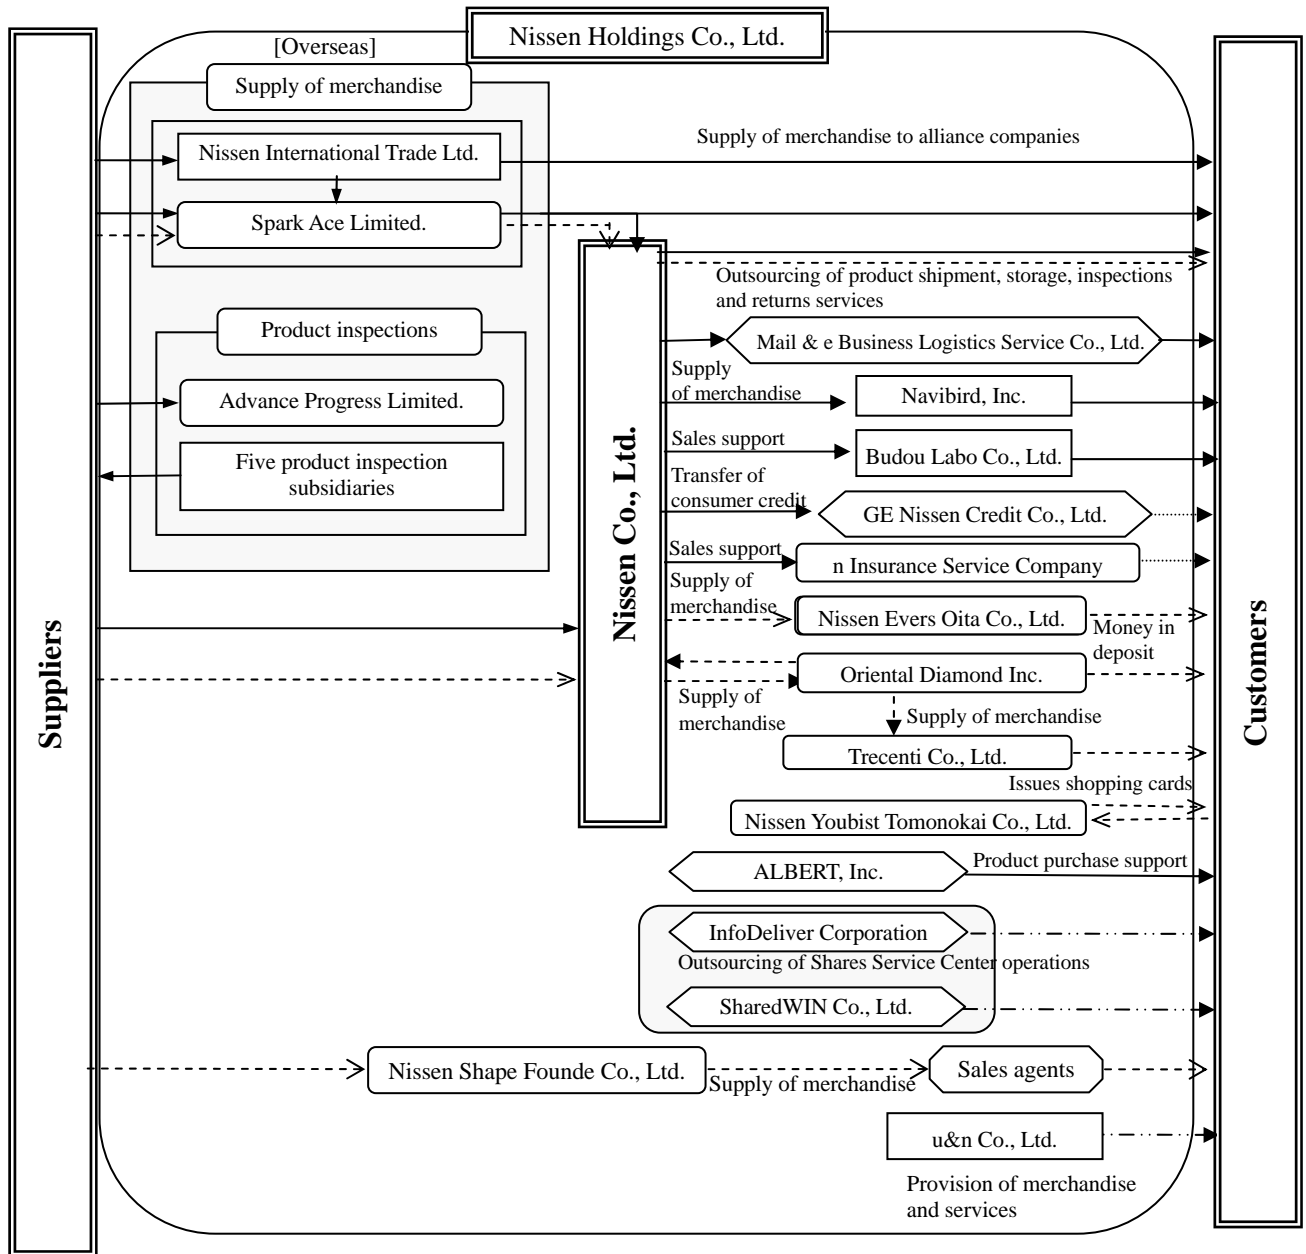 Nissen Holdings Co., Ltd.
[Overseas]
Supply of merchandise
Nissen International Trade Ltd.
Supply of merchandise to alliance companies
Spark Ace Limited.
Outsourcing of product shipment, storage, inspections
and returns services
Product inspections
Mail & e Business Logistics Service Co., Ltd.
Supply
of merchandise
Advance Progress Limited.
Navibird, Inc.
Sales support
Budou Labo Co., Ltd.
Five product inspection
subsidiaries
Transfer of
consumer credit
GE Nissen Credit Co., Ltd.
Sales support
n Insurance Service Company
Supply of
merchandise
Nissen Evers Oita Co., Ltd.
Money in
deposit
Suppliers
Nissen Co., Ltd.
Customers
Oriental Diamond Inc.
Supply of
merchandise
Supply of merchandise
Trecenti Co., Ltd.
Issues shopping cards
Nissen Youbist Tomonokai Co., Ltd.
ALBERT, Inc.
Product purchase support
InfoDeliver Corporation
Outsourcing of Shares Service Center operations
SharedWIN Co., Ltd.
Nissen Shape Founde Co., Ltd.
Supply of merchandise
Sales agents
u&n Co., Ltd.
Provision of merchandise
and services